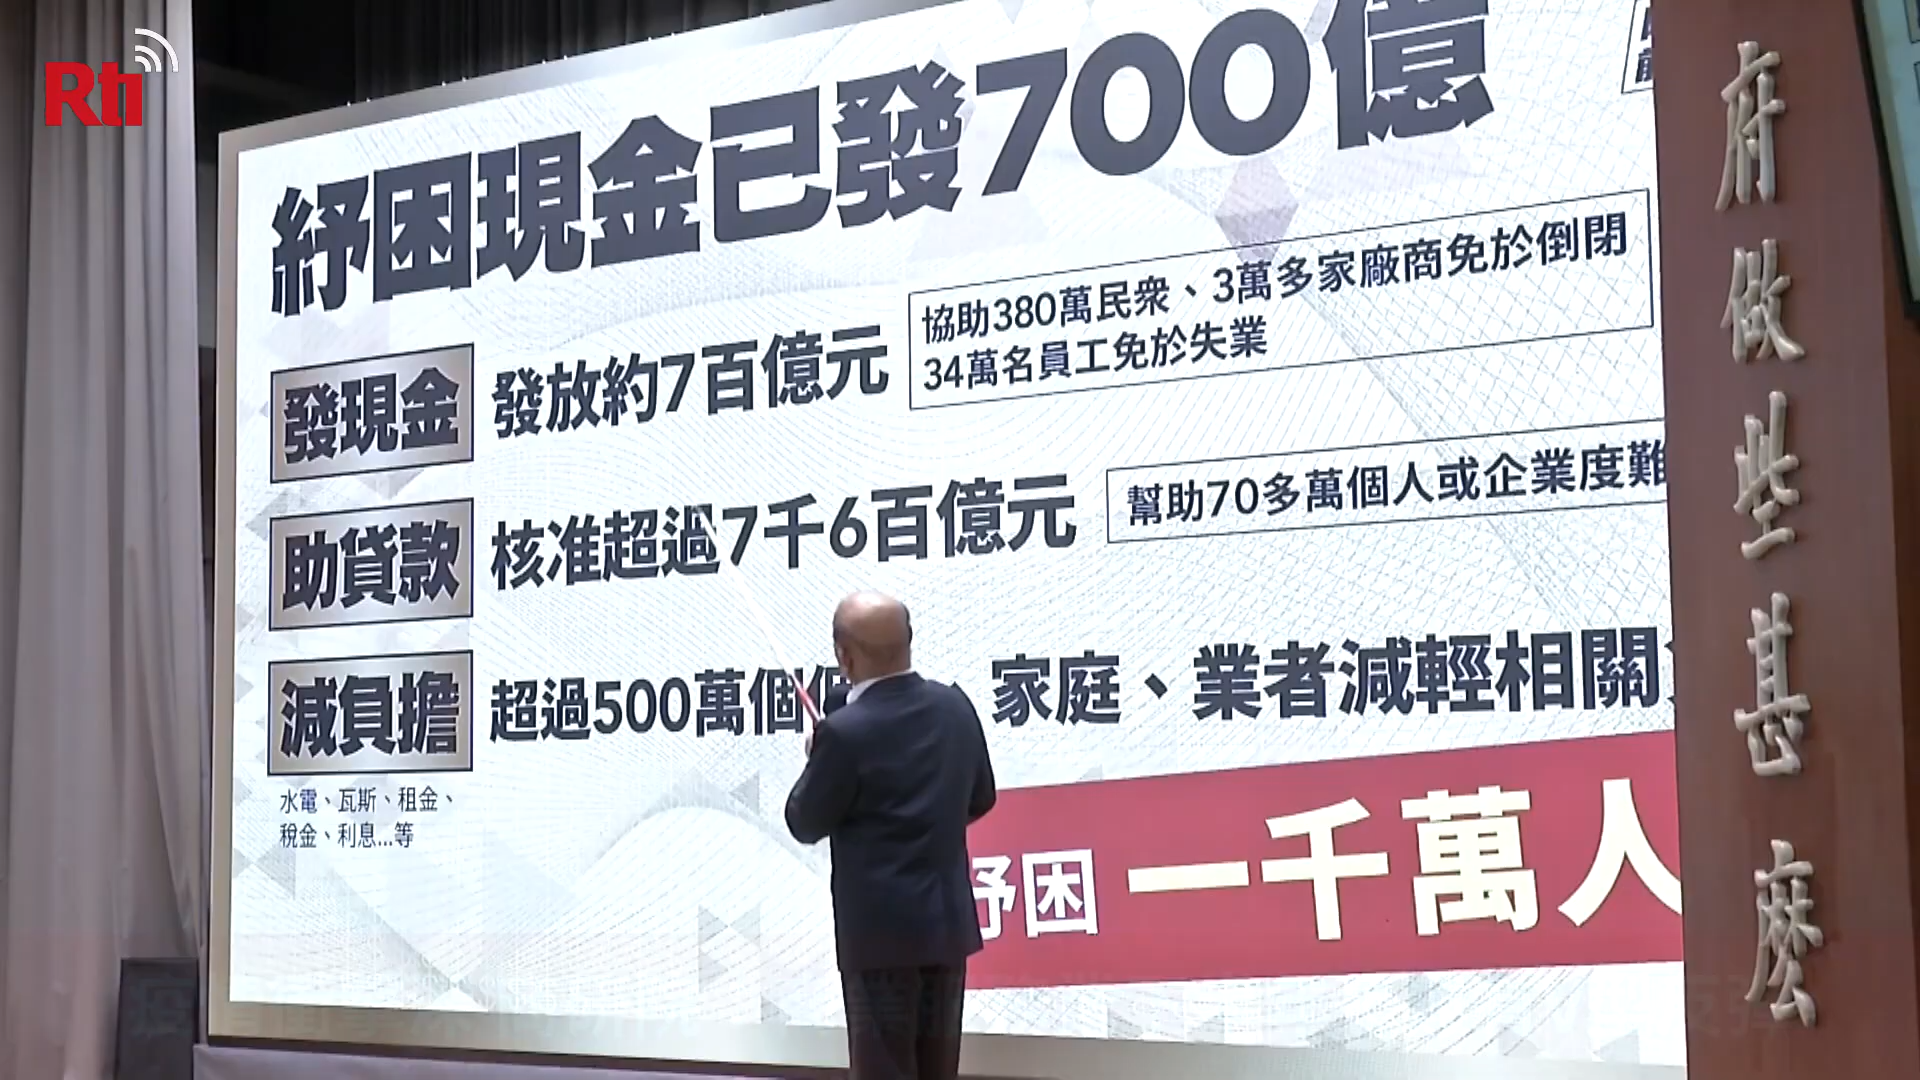 Rti
紓困現金已發700億
發現金 發放約7百億元
協助380萬民眾、3萬多家廠商免於倒閉
34萬名員工免於失業
助貸款 核准超過7千6百億元
幫助70多萬個人或企業度難
減負擔 超過500萬個 家庭、業者減輕相關
水電、瓦斯、租金、
稅金、利息...等
紓困 一千萬人
府做些甚麼